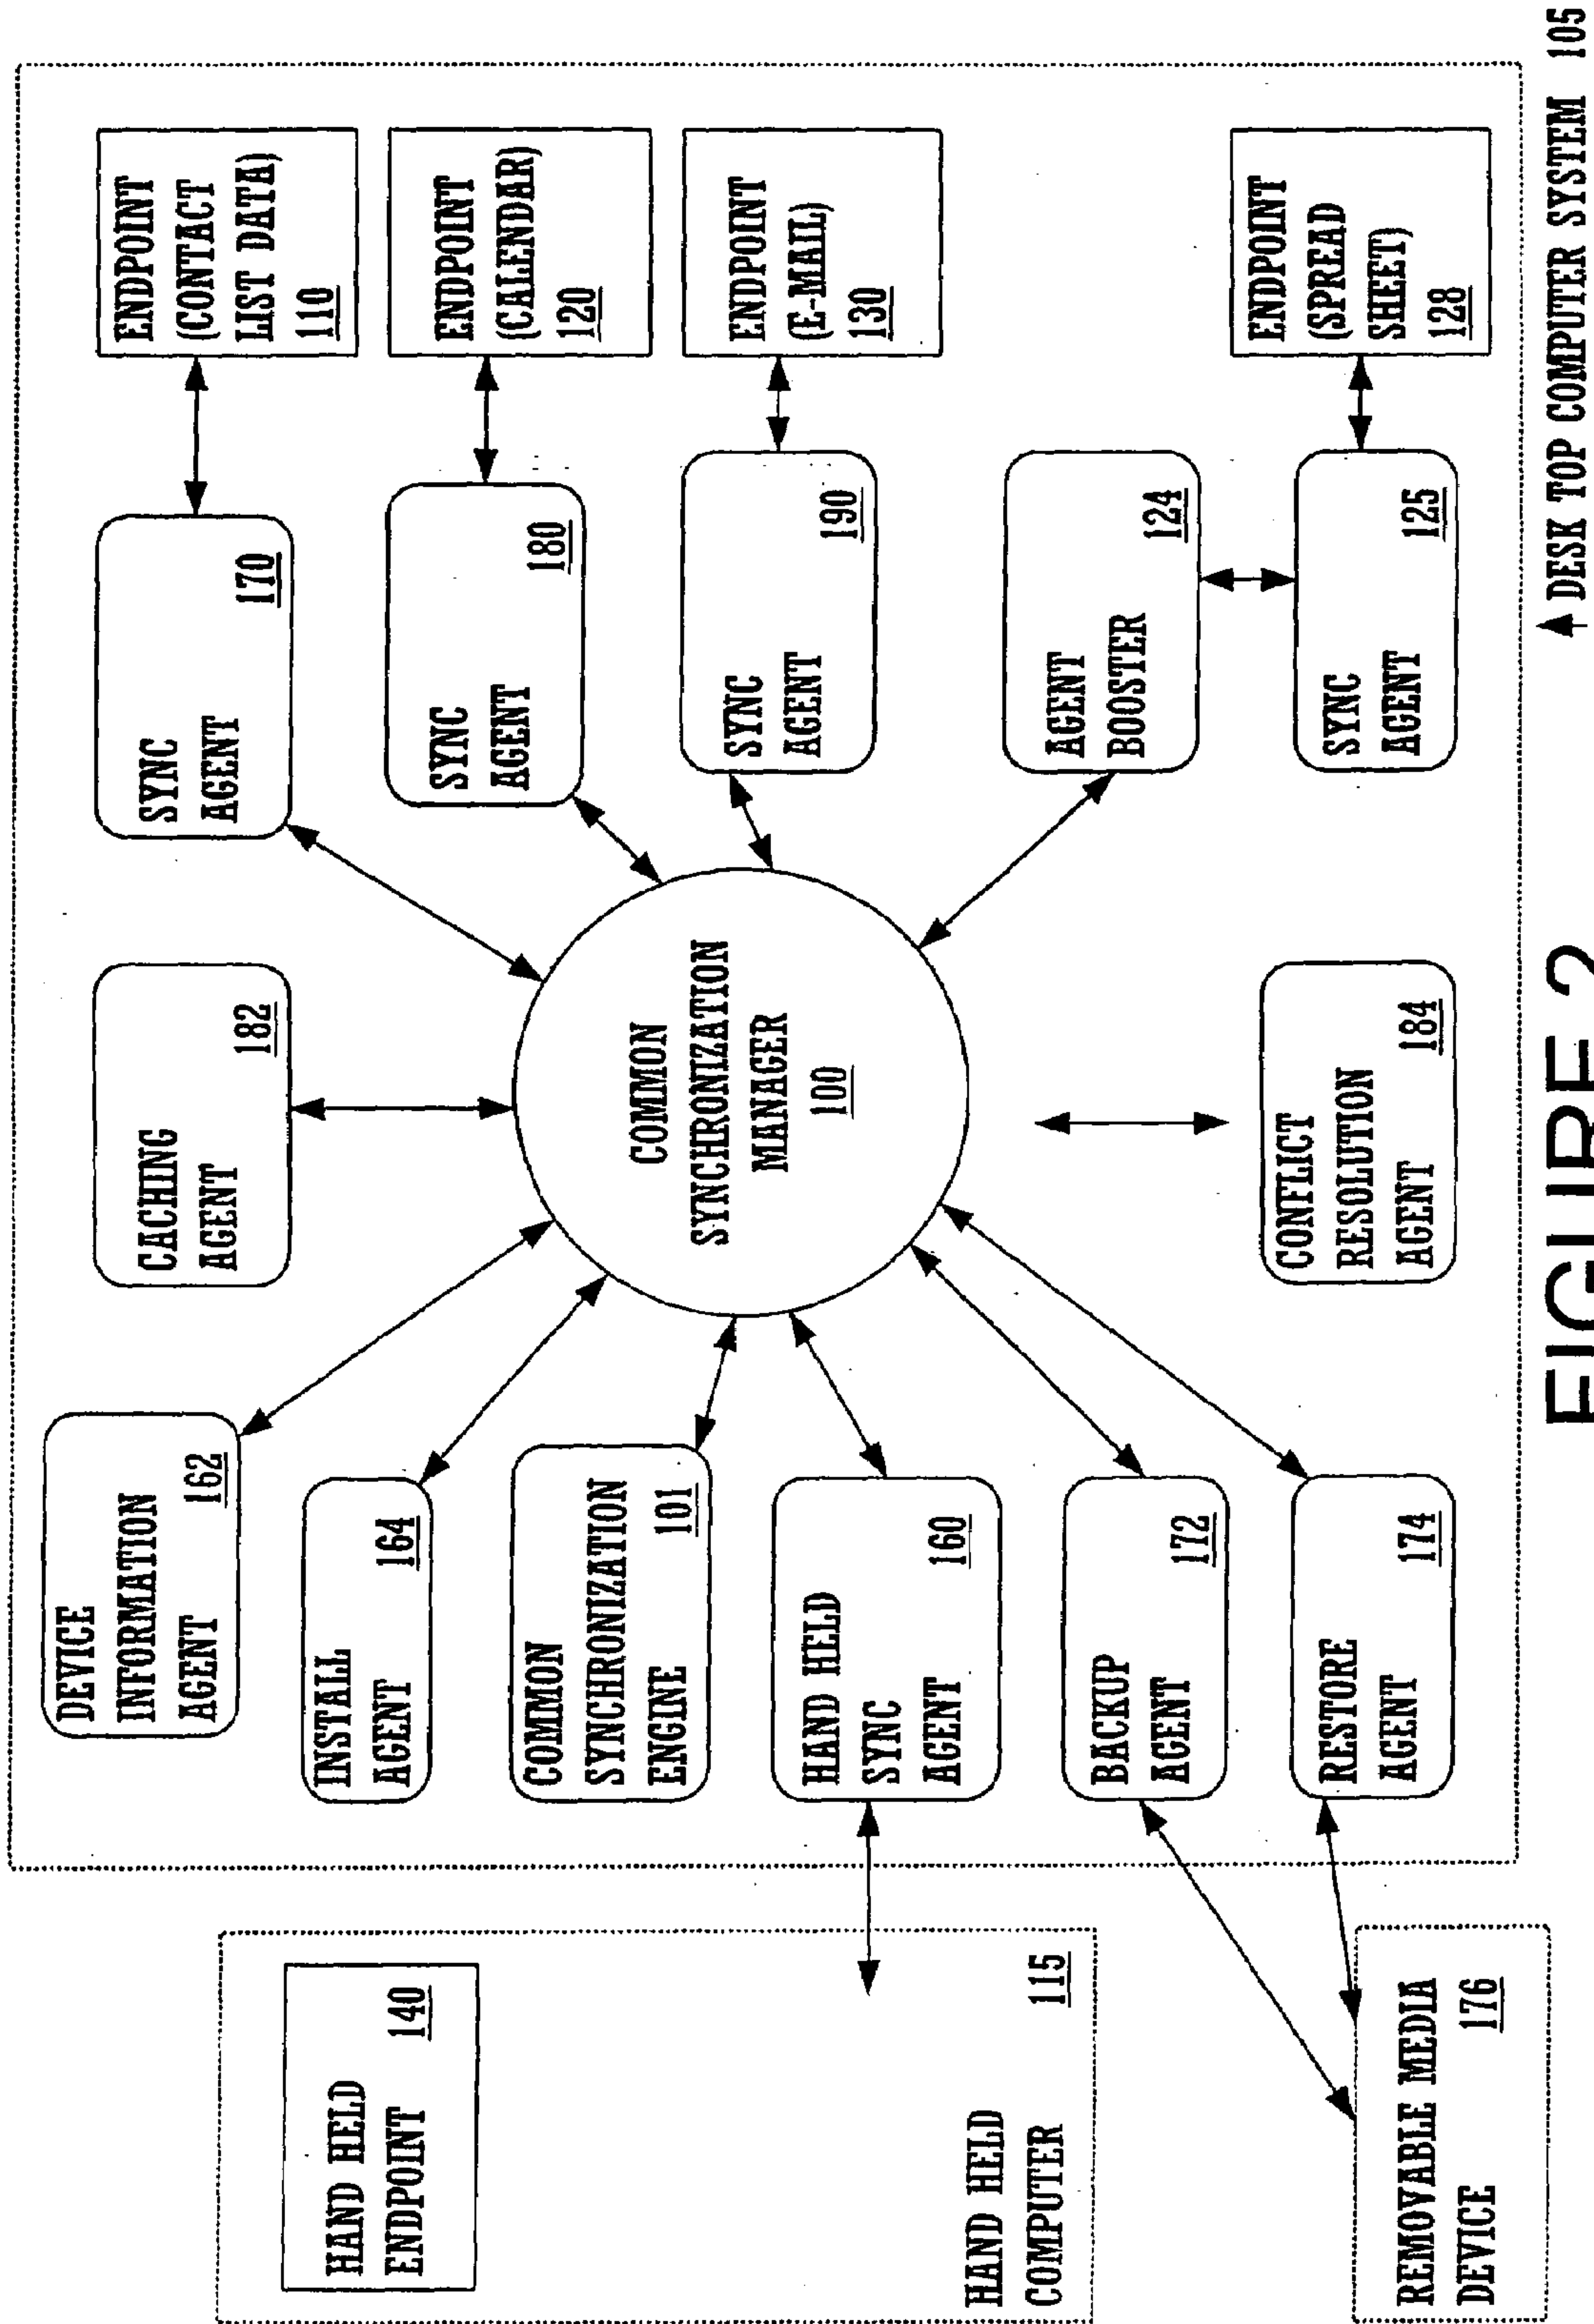 DEVICE
INFORMATION
AGENT 162
CACHING 182
AGENT
SYNC 170
AGENT
ENDPOINT
(CONTACT
LIST DATA)
110
HAND HELD
ENDPOINT 140
INSTALL
AGENT 164
SYNC
AGENT 180
ENDPOINT
(CALENDAR)
120
COMMON
SYNCHRONIZATION
ENGINE 101
COMMON
SYNCHRONIZATION
MANAGER
100
SYNC
AGENT 190
ENDPOINT
(E-MAIL)
130
HAND HELD
SYNC
AGENT 160
HAND HELD
COMPUTER 115
BACKUP
AGENT 172
AGENT
BOOSTER 124
RESTORE
AGENT 174
CONFLICT
RESOLUTION
AGENT 184
SYNC
AGENT 125
ENDPOINT
(SPREAD
SHEET)
128
REMOVABLE MEDIA
DEVICE 176
DESK TOP COMPUTER SYSTEM 105
FIGURE 2